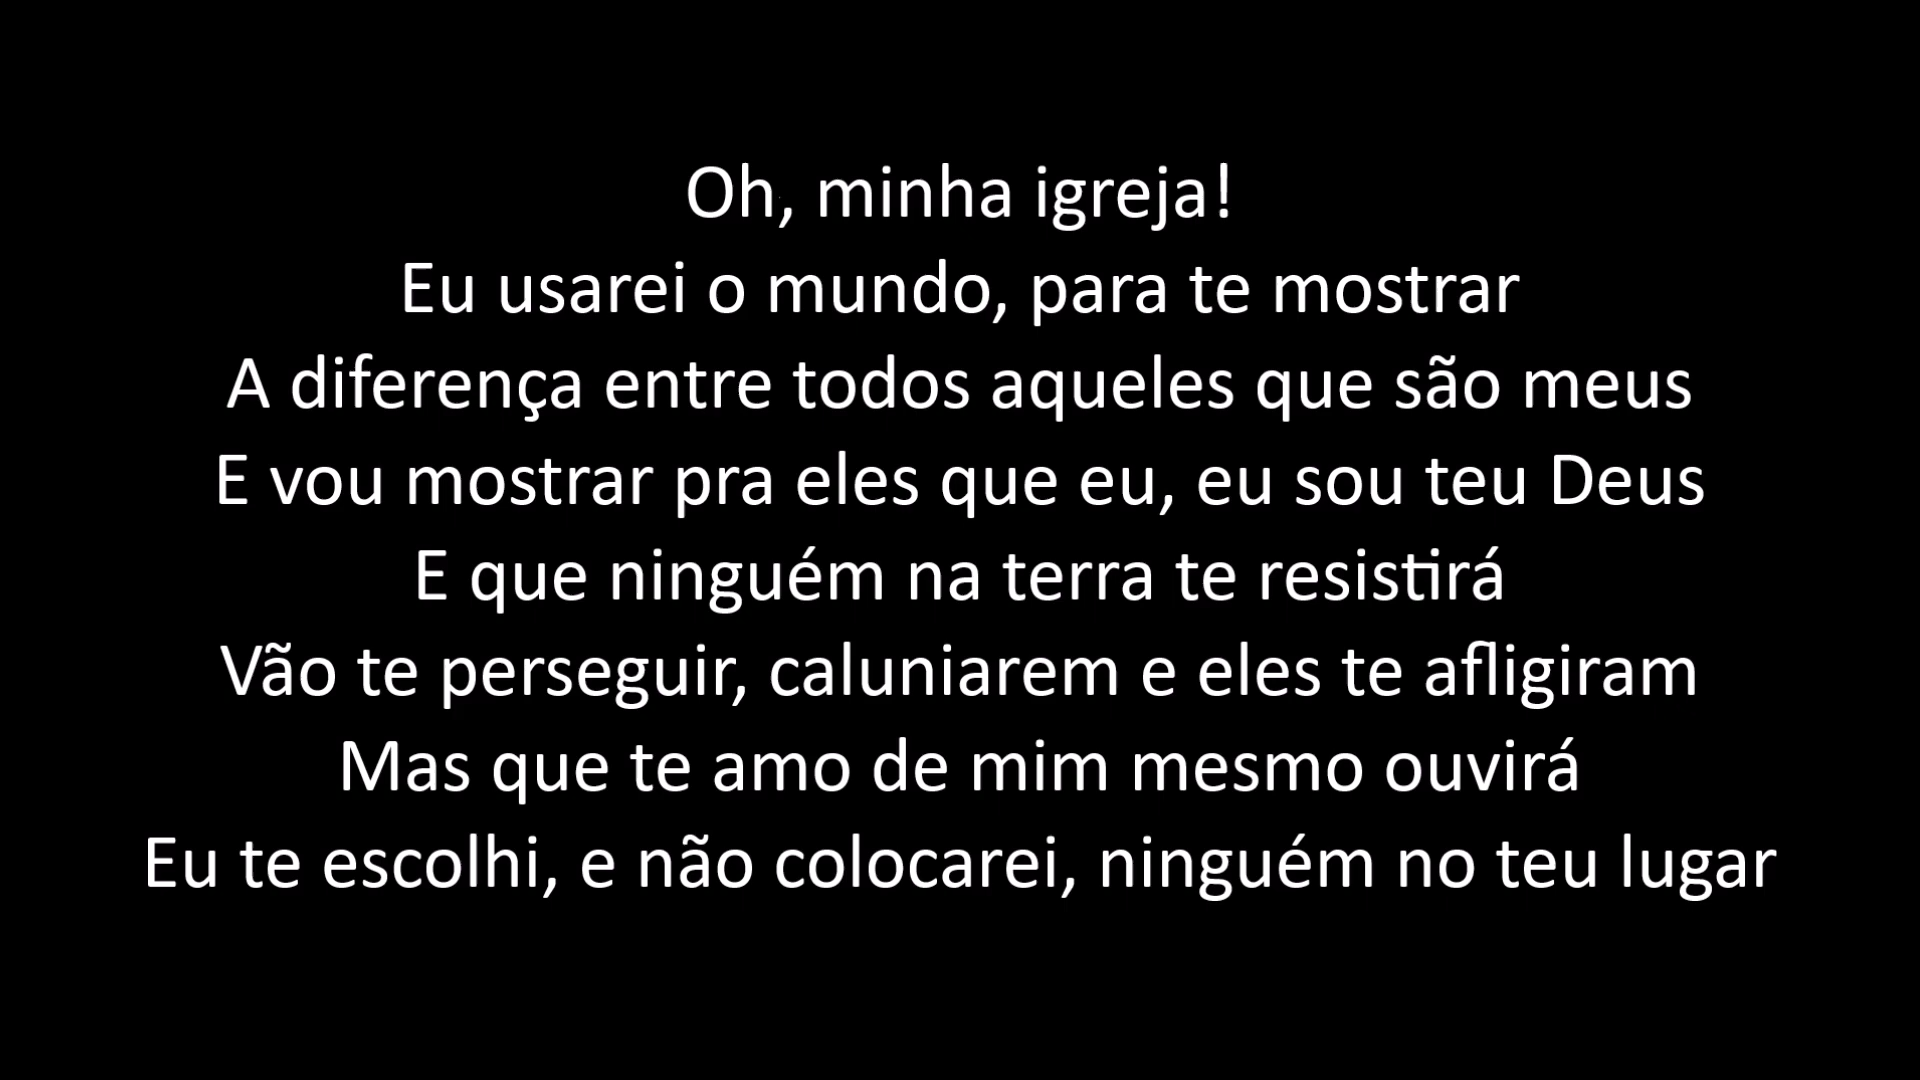 Oh, minha igreja!
Eu usarei o mundo, para te mostrar
A diferença entre todos aqueles que são meus
E vou mostrar pra eles que eu, eu sou teu Deus
E que ninguém na terra te resistirá
Vão te perseguir, caluniarem e eles te afligiram
Mas que te amo de mim mesmo ouvirá
Eu te escolhi, e não colocarei, ninguém no teu lugar